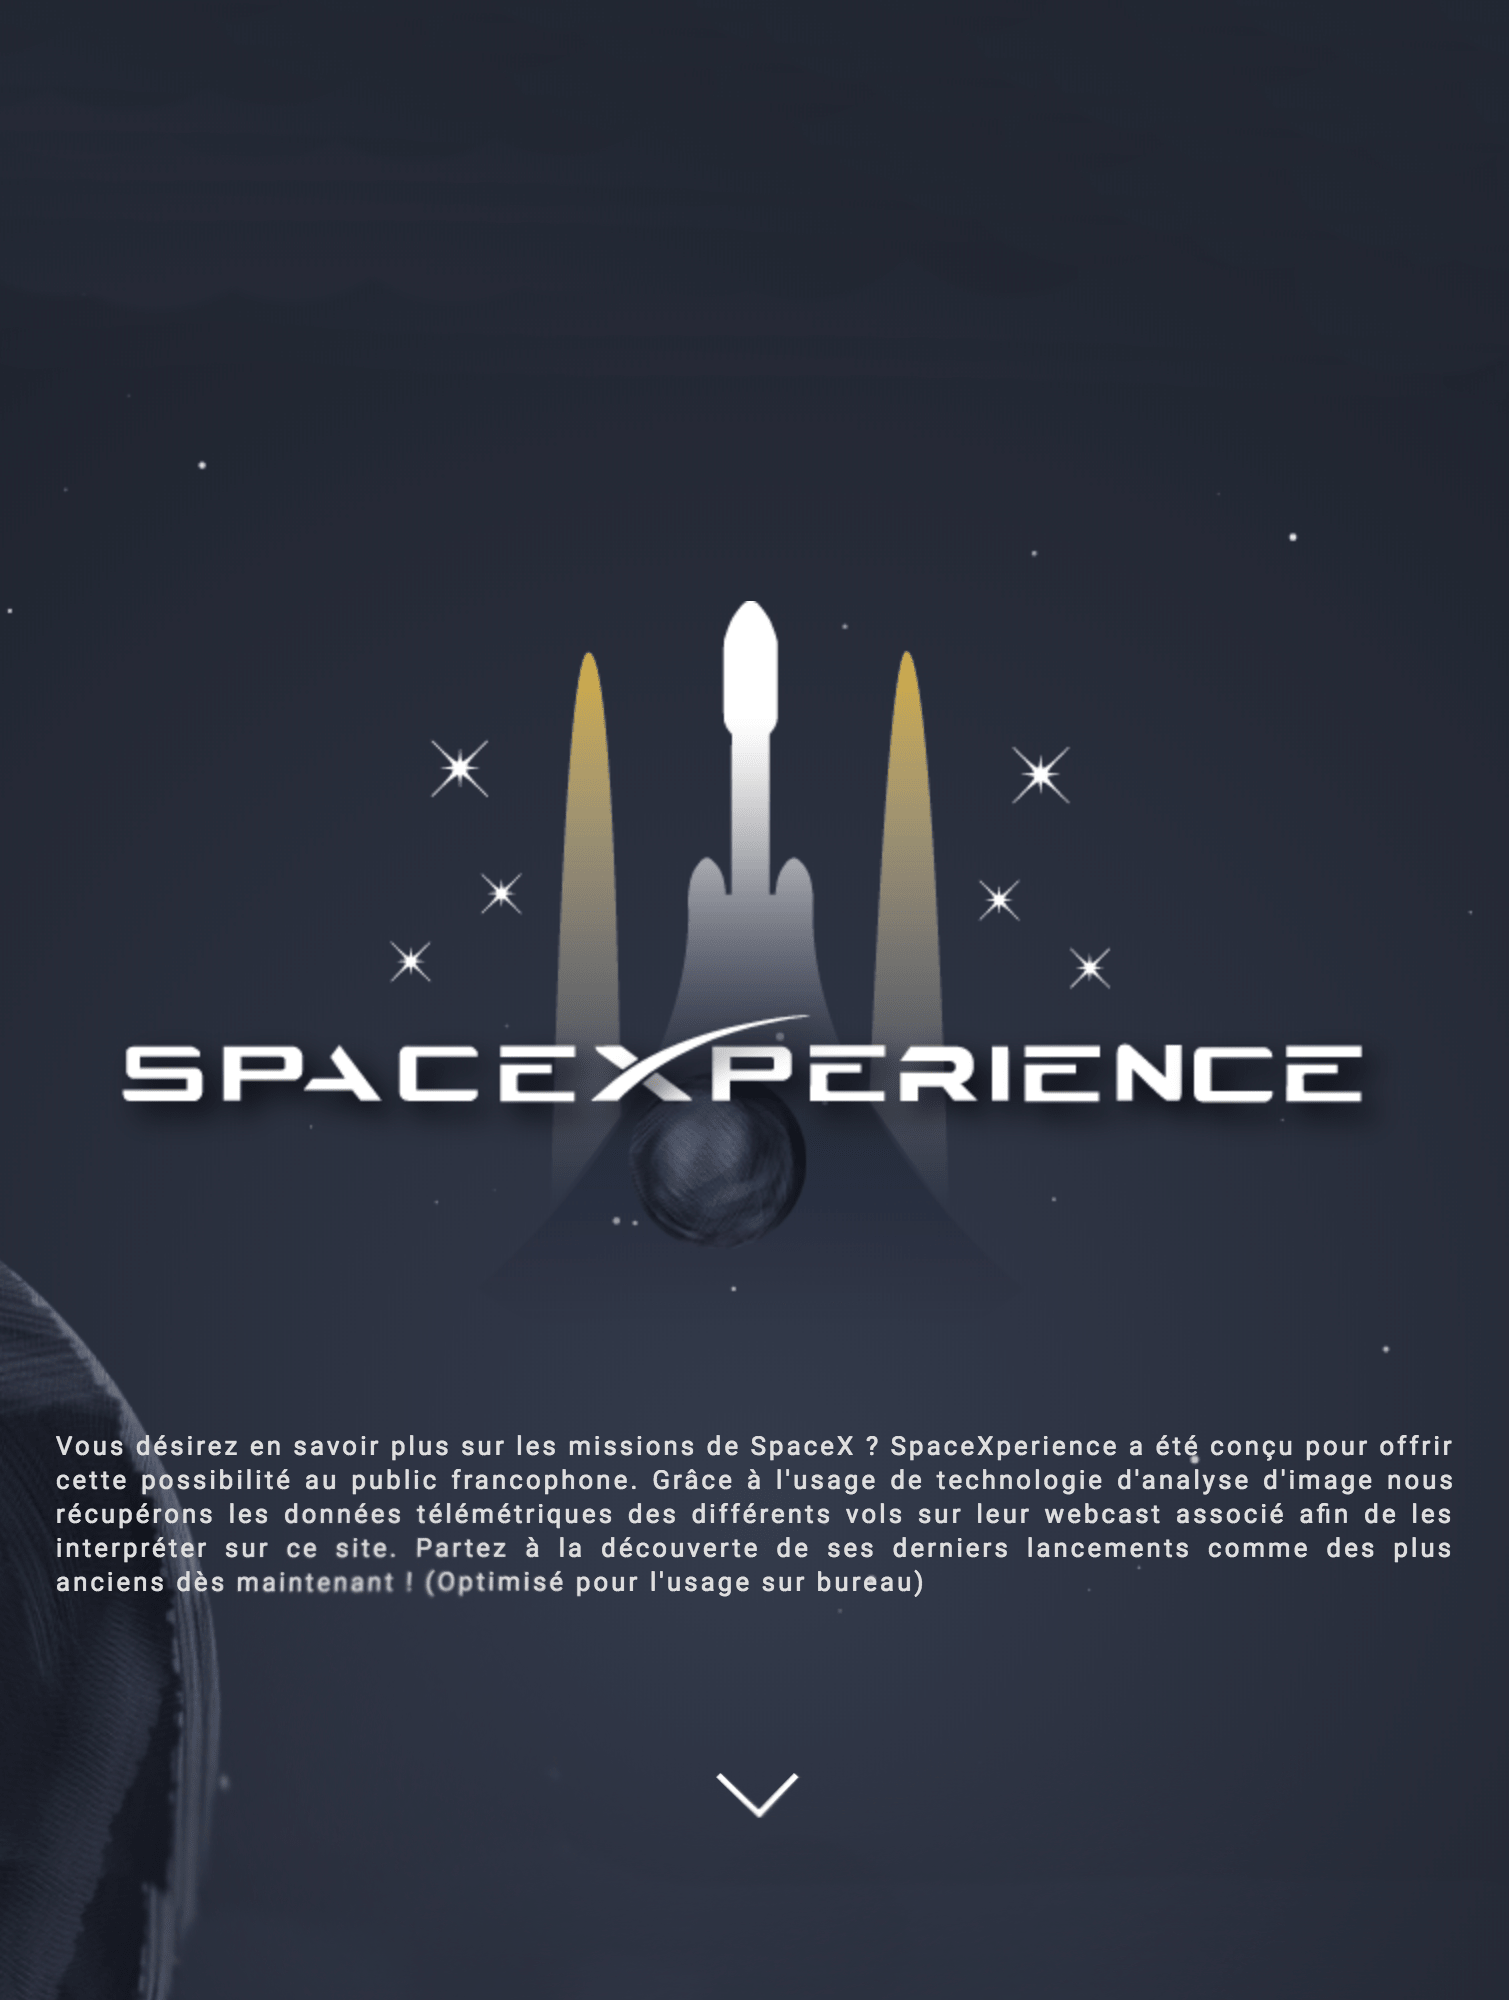 SPACEXPERIENCE
Vous désirez en savoir plus sur les missions de SpaceX ? SpaceXperience a été conçu pour offrir
cette possibilité au public francophone. Grâce à l'usage de technologie d'analyse d'image nous
récupérons les données télémétriques des différents vols sur leur webcast associé afin de les
interpréter sur ce site. Partez à la découverte de ses derniers lancements comme des plus
anciens dès maintenant ! (Optimisé pour l'usage sur bureau)